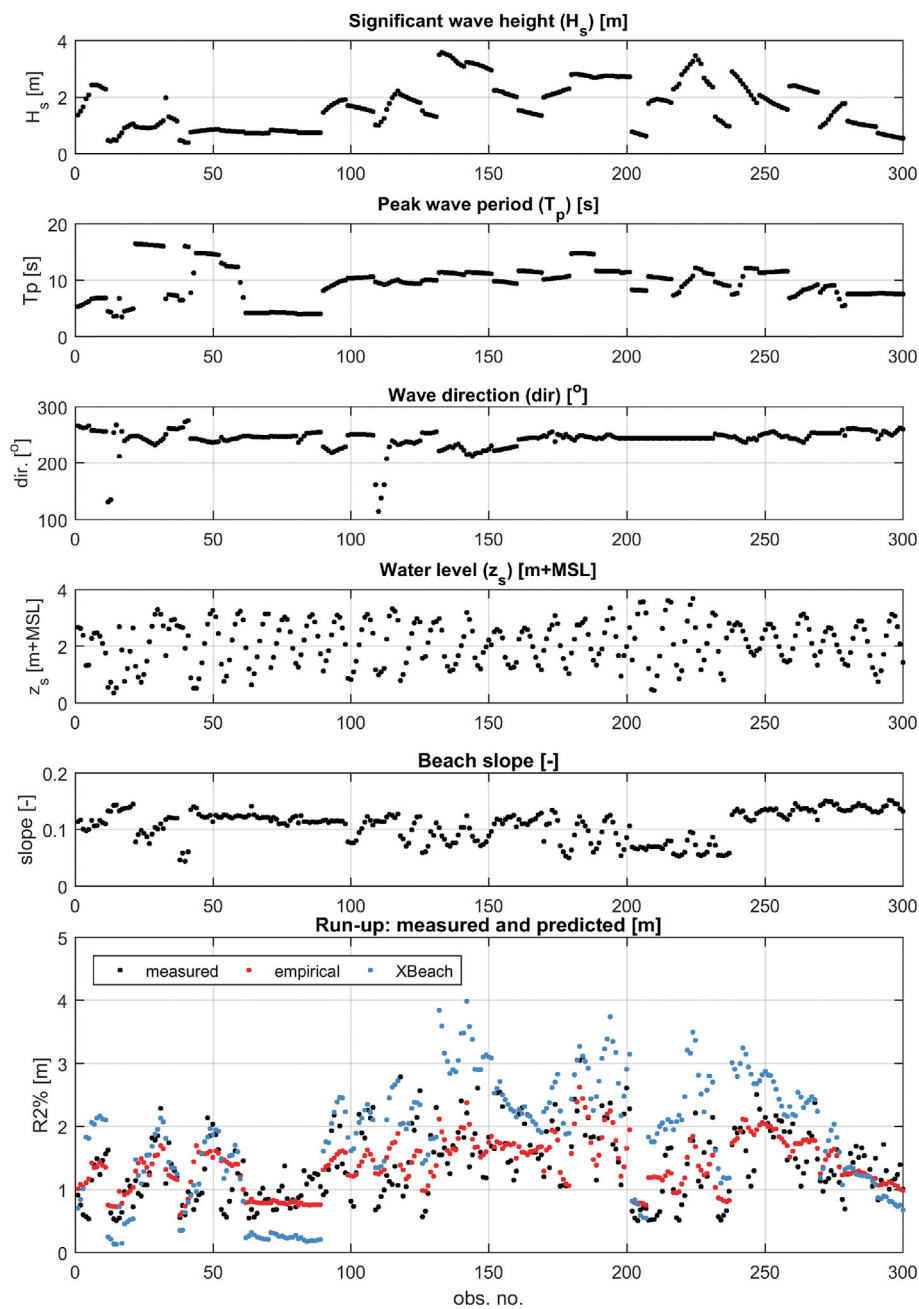 Significant wave height (Hs) [m]
4
2
0
Hs [m]
0 50 100 150 200 250 300
Peak wave period (Tp) [s]
20
10
0
Tp [s]
0 50 100 150 200 250 300
Wave direction (dir) [o]
300
200
100
dir. [o]
0 50 100 150 200 250 300
Water level (zs) [m+MSL]
4
2
0
zs [m+MSL]
0 50 100 150 200 250 300
Beach slope [-]
0.2
0.1
0
slope [-]
0 50 100 150 200 250 300
Run-up: measured and predicted [m]
5
measured empirical XBeach
4
3
2
1
0
R2% [m]
0 50 100 150 200 250 300
obs. no.